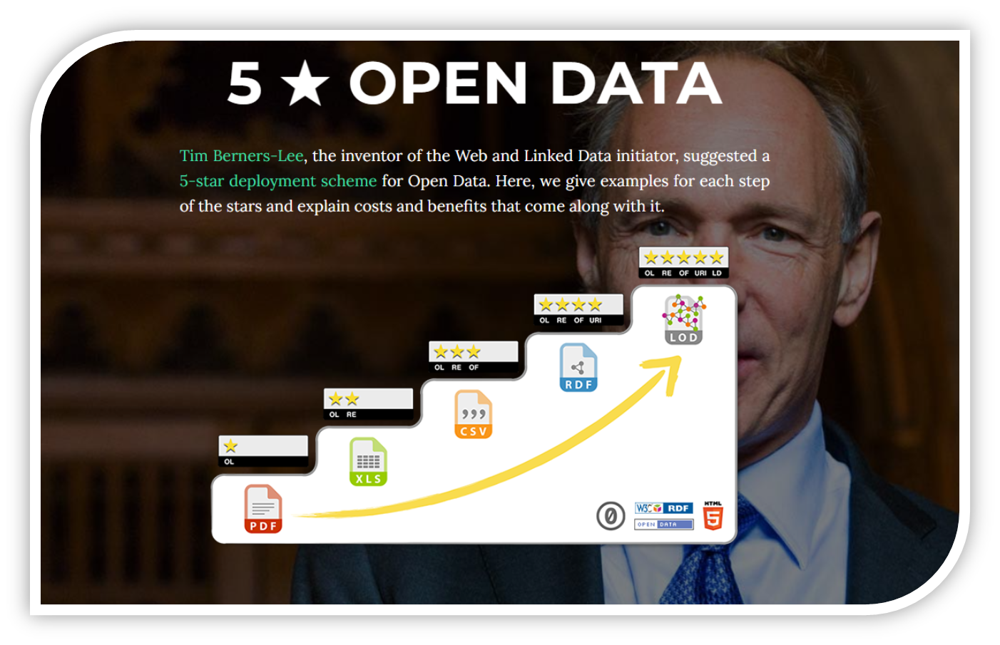 5 ★ OPEN DATA
Tim Berners-Lee, the inventor of the Web and Linked Data initiator, suggested a
5-star deployment scheme for Open Data. Here, we give examples for each step
of the stars and explain costs and benefits that come along with it.
OL RE OF URI LD
LOD
OL RE OF URI
RDF
OL RE OF
CSV
OL RE
XLS
OL
PDF
0
W3C RDF
OPEN DATA
HTML
5